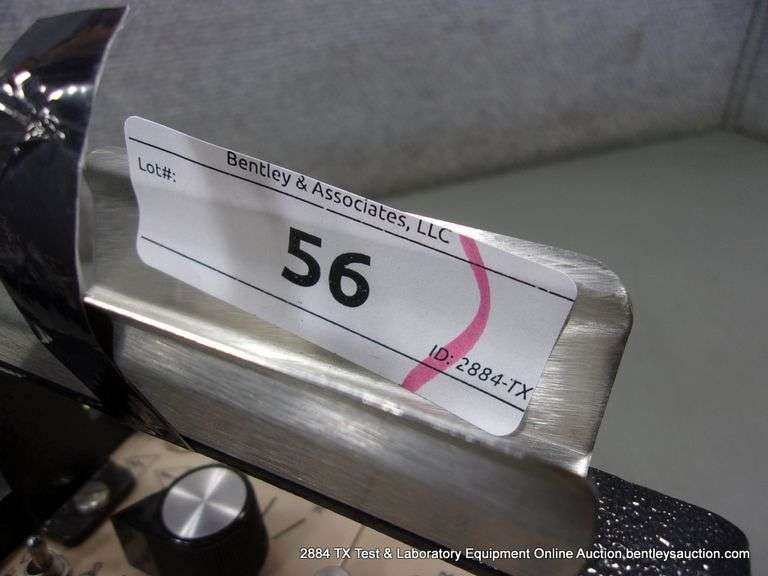 Bentley & Associates, LLC
Lot#:
56
ID: 2884-TX
2884 TX Test & Laboratory Equipment Online Auction.bentleysauction.com